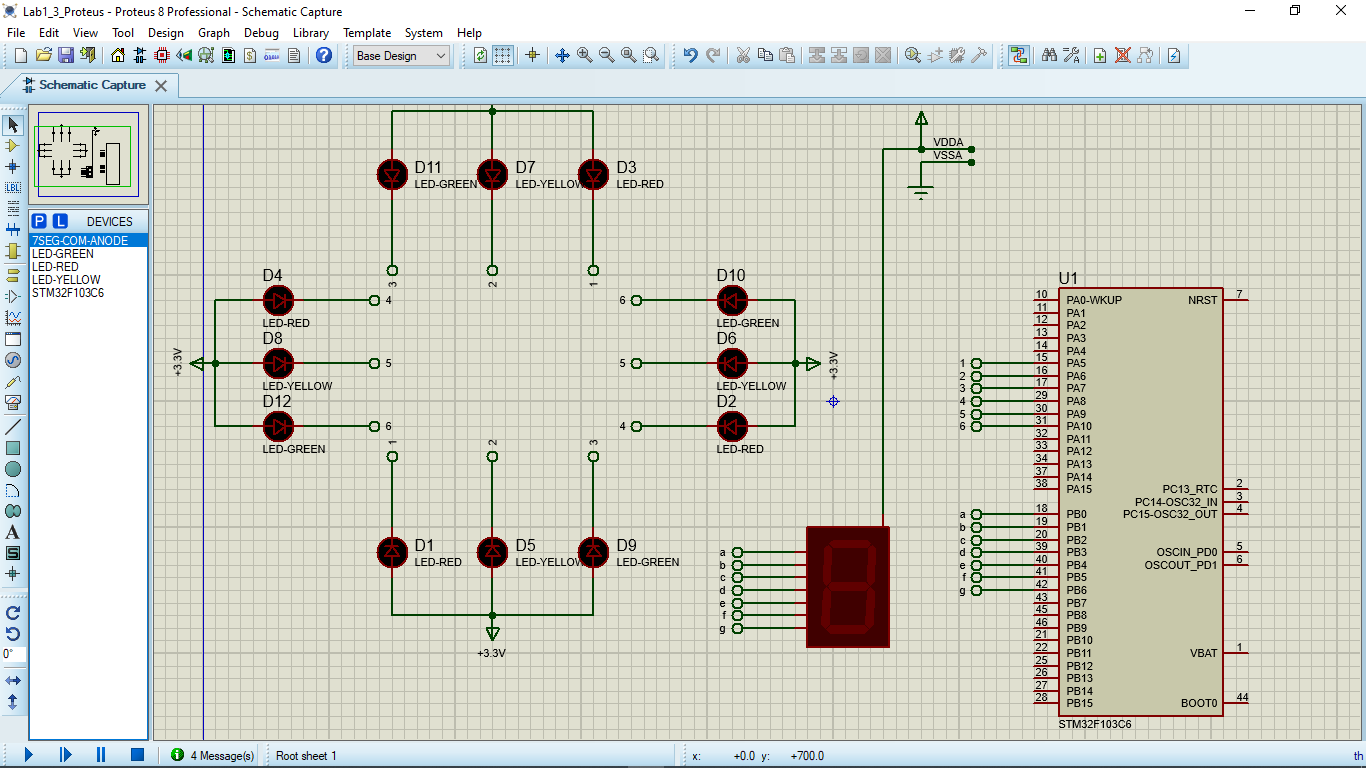 Lab1_3_Proteus - Proteus 8 Professional - Schematic Capture
File Edit View Tool Design Graph Debug Library Template System Help
Base Design
Schematic Capture
P L DEVICES
7SEG-COM-ANODE
LED-GREEN
LED-RED
LED-YELLOW
STM32F103C6
LBL
A
S
0°
D11
LED-GREEN
D7
LED-YELLOW
D3
LED-RED
3
2
1
D4
LED-RED
4
D8
LED-YELLOW
5
D12
LED-GREEN
6
+3.3V
D10
LED-GREEN
6
D6
LED-YELLOW
5
D2
LED-RED
4
+3.3V
1
2
3
D1
LED-RED
D5
LED-YELLOW
D9
LED-GREEN
+3.3V
a
b
c
d
e
f
g
VDDA
VSSA
U1
10 PA0-WKUP NRST 7
11 PA1
12 PA2
13 PA3
14 PA4
1 15 PA5
2 16 PA6
3 17 PA7
4 29 PA8
5 30 PA9
6 31 PA10
32 PA11
33 PA12
34 PA13
37 PA14
38 PA15 PC13_RTC 2
PC14-OSC32_IN 3
a 18 PB0 PC15-OSC32_OUT 4
b 19 PB1
c 20 PB2
d 39 PB3 OSCIN_PD0 5
e 40 PB4 OSCOUT_PD1 6
f 41 PB5
g 42 PB6
43 PB7
45 PB8
46 PB9
21 PB10
22 PB11 VBAT 1
25 PB12
26 PB13
27 PB14
28 PB15 BOOT0 44
STM32F103C6
4 Message(s) Root sheet 1 x: +0.0 y: +700.0 th